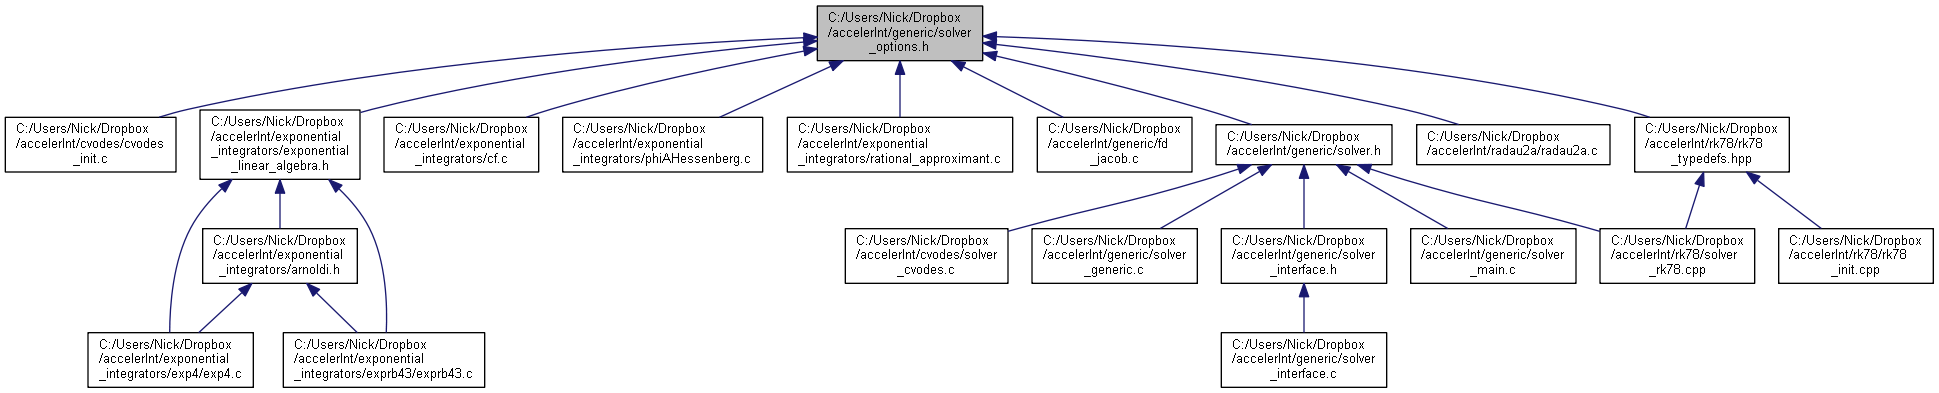 C:/Users/Nick/Dropbox
/accelerInt/generic/solver
_options.h
C:/Users/Nick/Dropbox
/accelerInt/cvodes/cvodes
_init.c
C:/Users/Nick/Dropbox
/accelerInt/exponential
_integrators/exponential
_linear_algebra.h
C:/Users/Nick/Dropbox
/accelerInt/exponential
_integrators/cf.c
C:/Users/Nick/Dropbox
/accelerInt/exponential
_integrators/phiAHessenberg.c
C:/Users/Nick/Dropbox
/accelerInt/exponential
_integrators/rational_approximant.c
C:/Users/Nick/Dropbox
/accelerInt/generic/fd
_jacob.c
C:/Users/Nick/Dropbox
/accelerInt/generic/solver.h
C:/Users/Nick/Dropbox
/accelerInt/radau2a/radau2a.c
C:/Users/Nick/Dropbox
/accelerInt/rk78/rk78
_typedefs.hpp
C:/Users/Nick/Dropbox
/accelerInt/exponential
_integrators/arnoldi.h
C:/Users/Nick/Dropbox
/accelerInt/cvodes/solver
_cvodes.c
C:/Users/Nick/Dropbox
/accelerInt/generic/solver
_generic.c
C:/Users/Nick/Dropbox
/accelerInt/generic/solver
_interface.h
C:/Users/Nick/Dropbox
/accelerInt/generic/solver
_main.c
C:/Users/Nick/Dropbox
/accelerInt/rk78/solver
_rk78.cpp
C:/Users/Nick/Dropbox
/accelerInt/rk78/rk78
_init.cpp
C:/Users/Nick/Dropbox
/accelerInt/exponential
_integrators/exp4/exp4.c
C:/Users/Nick/Dropbox
/accelerInt/exponential
_integrators/exprb43/exprb43.c
C:/Users/Nick/Dropbox
/accelerInt/generic/solver
_interface.c